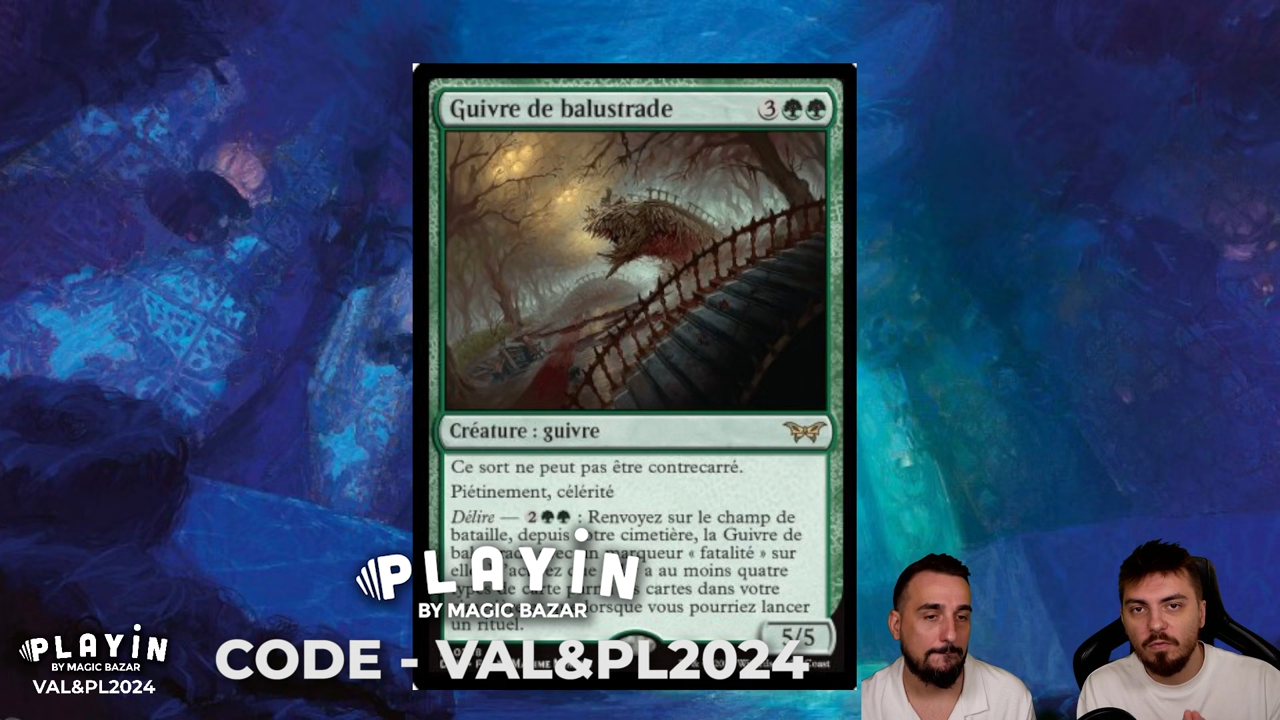 Guivre de balustrade 3
Créature : guivre
Ce sort ne peut pas être contrecarré.
Piétinement, célérité
Délire — 2 : Renvoyez sur le champ de
bataille, depuis cimetière, la Guivre de
marqueur « fatalité » sur
a au moins quatre
cartes dans votre
lorsque vous pourriez lancer
un rituel.
5/5
PLAYIN
BY MAGIC BAZAR
CODE - VAL&PL2024
PLAYIN
BY MAGIC BAZAR
VAL&PL2024